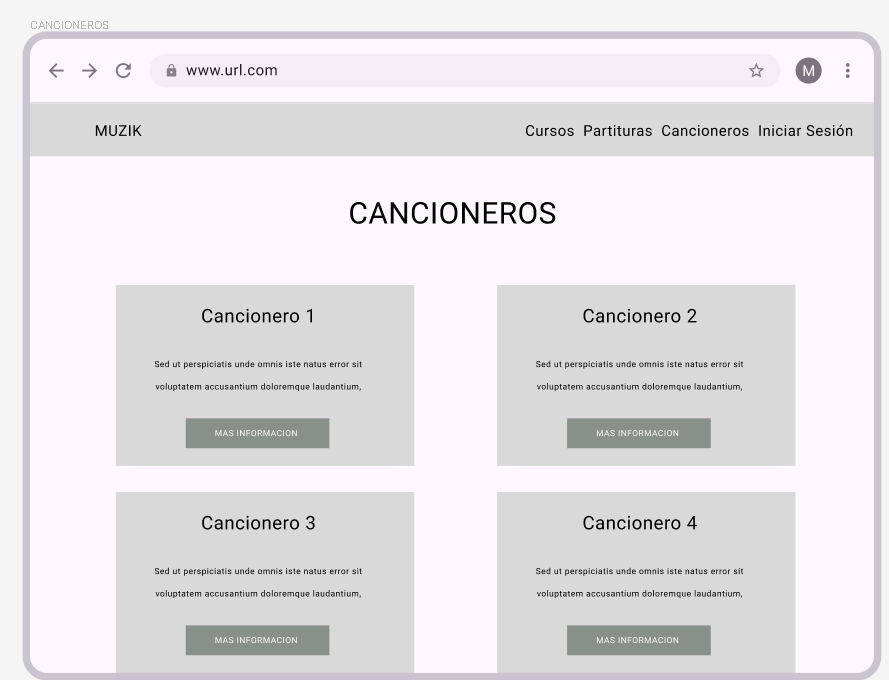 CANCIONEROS
www.url.com
M
MUZIK
Cursos Partituras Cancioneros Iniciar Sesión
CANCIONEROS
Cancionero 1
Sed ut perspiciatis unde omnis iste natus error sit
voluptatem accusantium doloremque laudantium,
MAS INFORMACION
Cancionero 2
Sed ut perspiciatis unde omnis iste natus error sit
voluptatem accusantium doloremque laudantium,
MAS INFORMACION
Cancionero 3
Sed ut perspiciatis unde omnis iste natus error sit
voluptatem accusantium doloremque laudantium,
MAS INFORMACION
Cancionero 4
Sed ut perspiciatis unde omnis iste natus error sit
voluptatem accusantium doloremque laudantium,
MAS INFORMACION